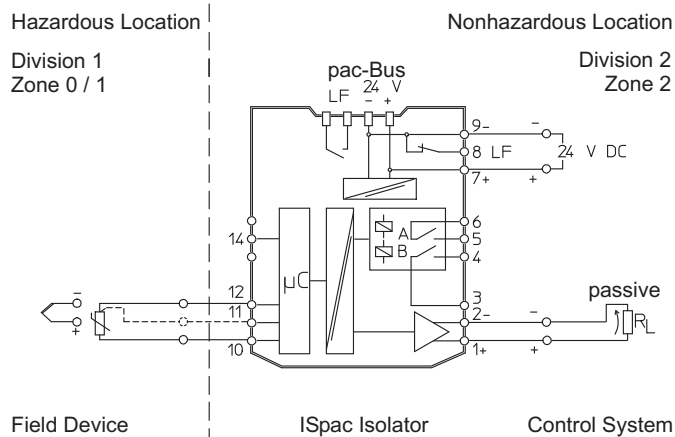 Hazardous Location
Nonhazardous Location
Division 1
Zone 0 / 1
Division 2
Zone 2
pac-Bus
LF 24 V
- +
9-
8 LF
7+
-
+
24 V DC
14
A
B
6
5
4
µC
12
11
10
-
+
3
2-
1+
-
+
passive
RL
Field Device
ISpac Isolator
Control System